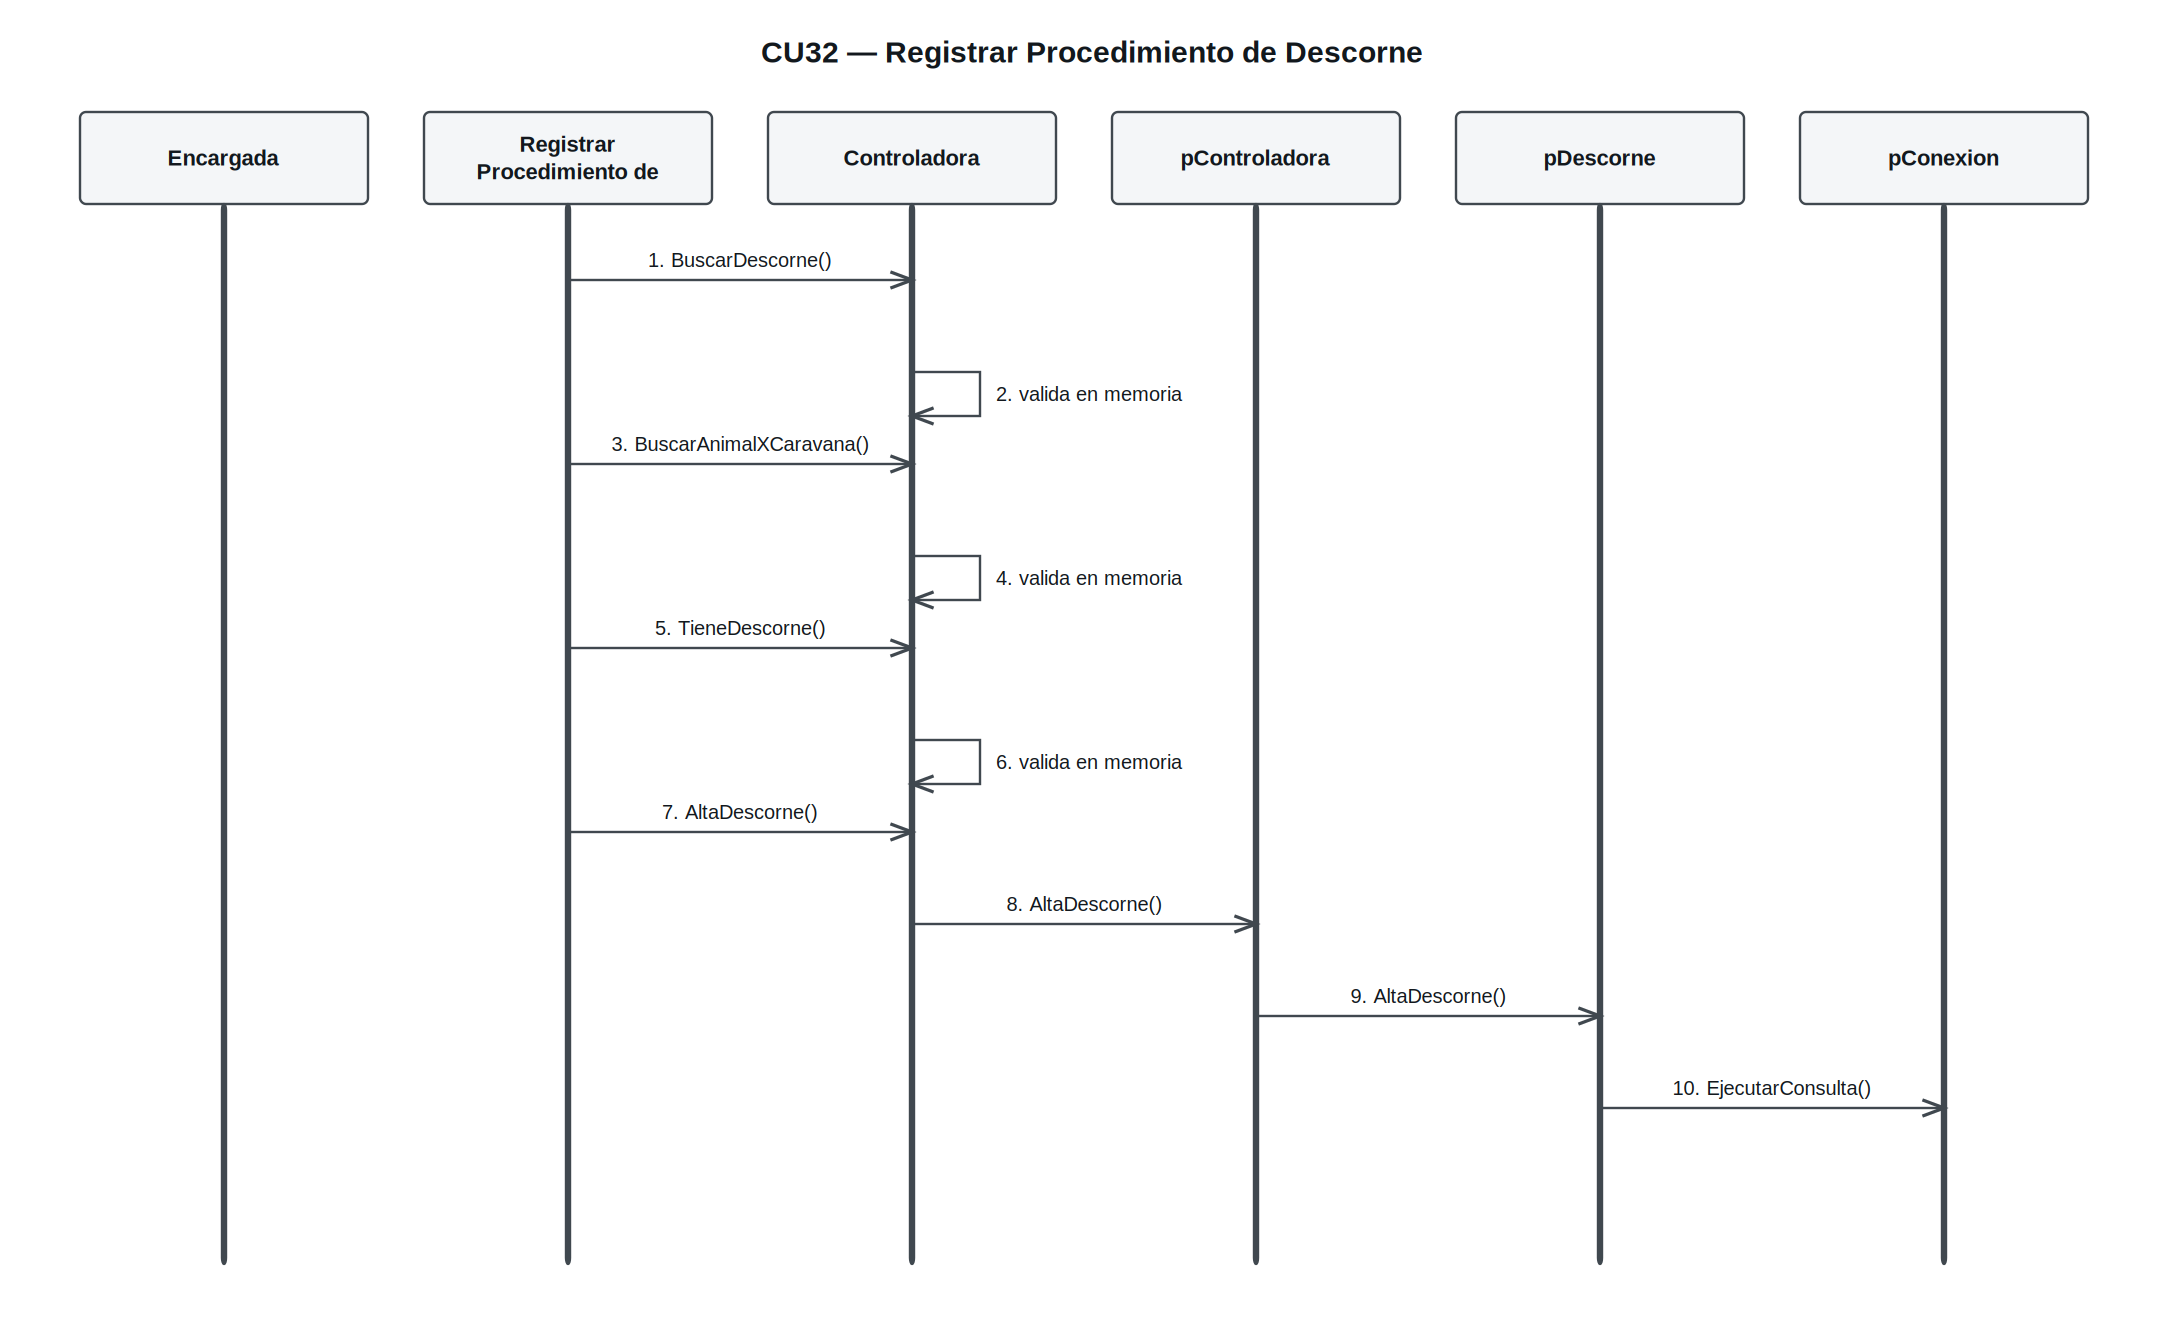 CU32 — Registrar Procedimiento de Descorne
Encargada
Registrar
Procedimiento de
Controladora
pControladora
pDescorne
pConexion
1. BuscarDescorne()
2. valida en memoria
3. BuscarAnimalXCaravana()
4. valida en memoria
5. TieneDescorne()
6. valida en memoria
7. AltaDescorne()
8. AltaDescorne()
9. AltaDescorne()
10. EjecutarConsulta()